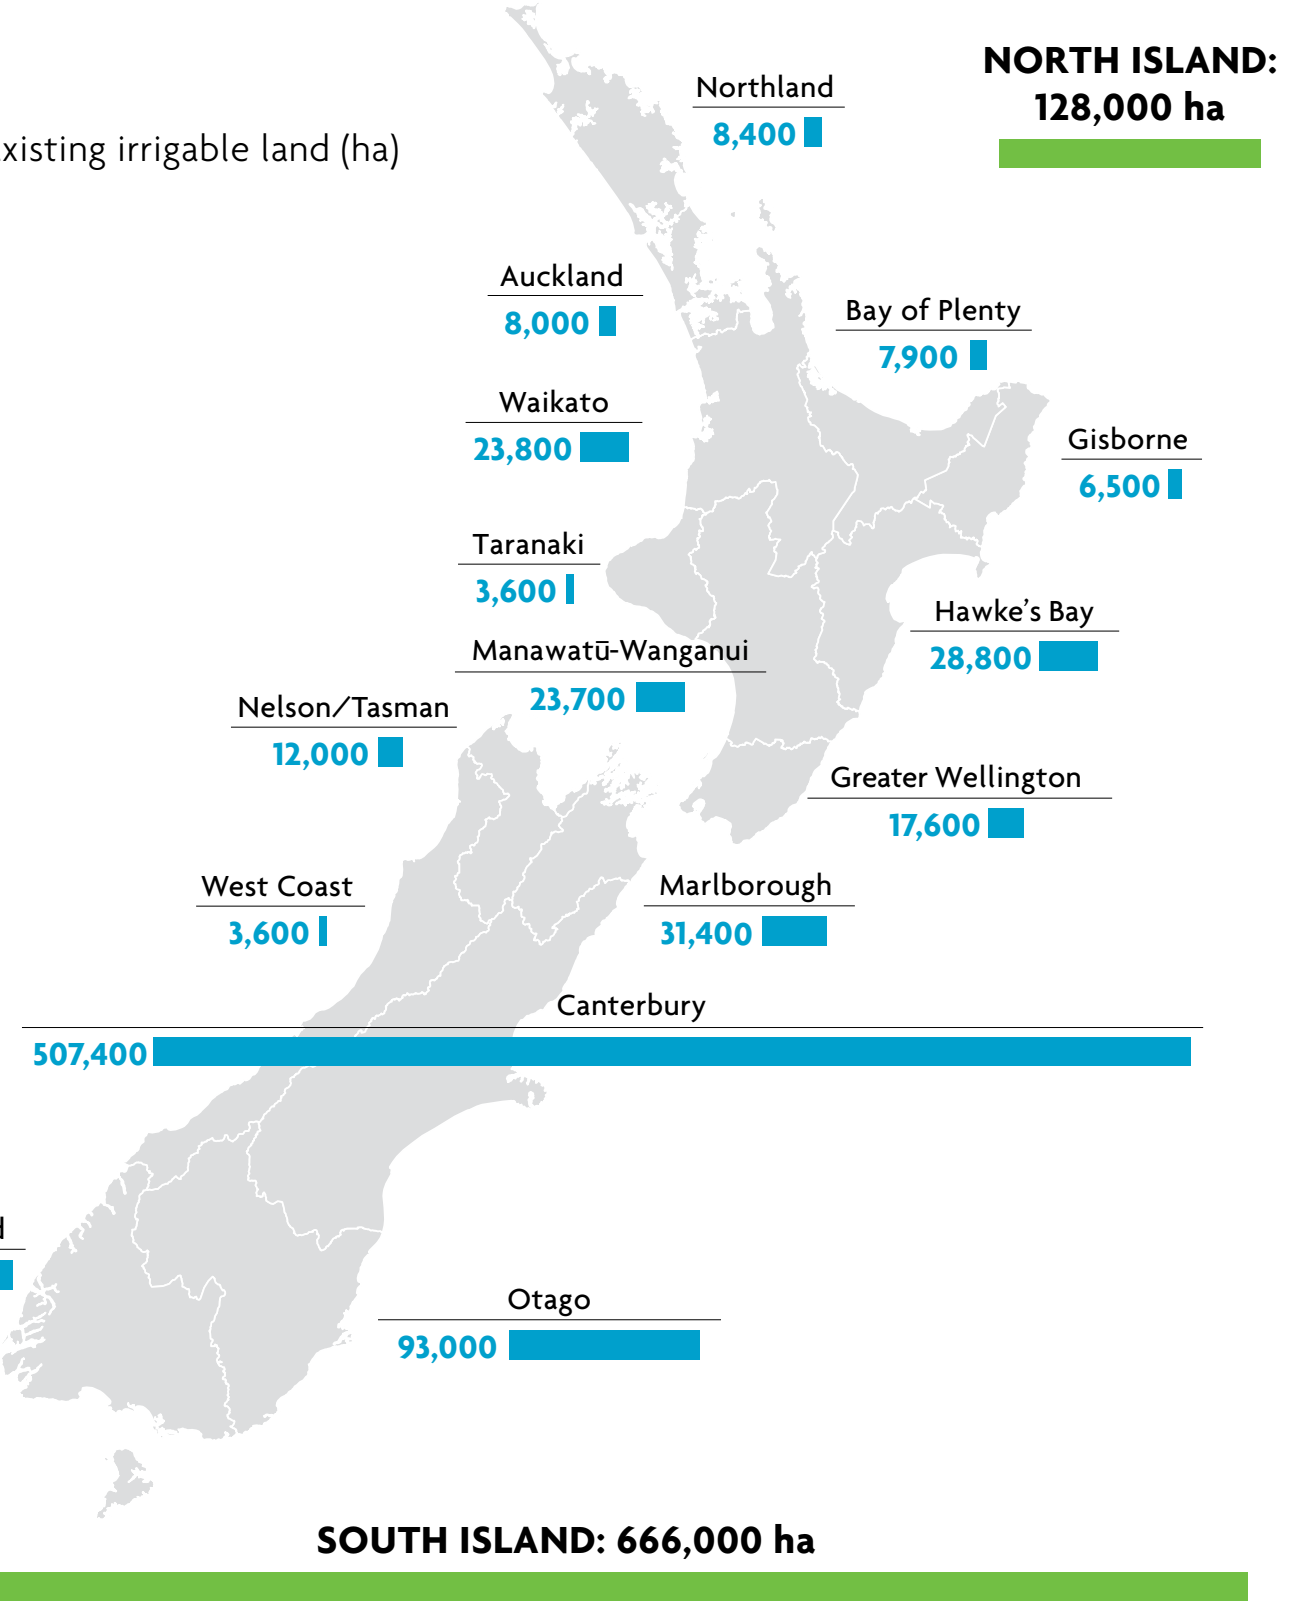 NORTH ISLAND:
128,000 ha
xisting irrigable land (ha)
Northland
8,400
Auckland
8,000
Bay of Plenty
7,900
Waikato
23,800
Gisborne
6,500
Taranaki
3,600
Hawke’s Bay
28,800
Manawatū-Wanganui
23,700
Nelson/Tasman
12,000
Greater Wellington
17,600
West Coast
3,600
Marlborough
31,400
Canterbury
507,400
d
Otago
93,000
SOUTH ISLAND: 666,000 ha